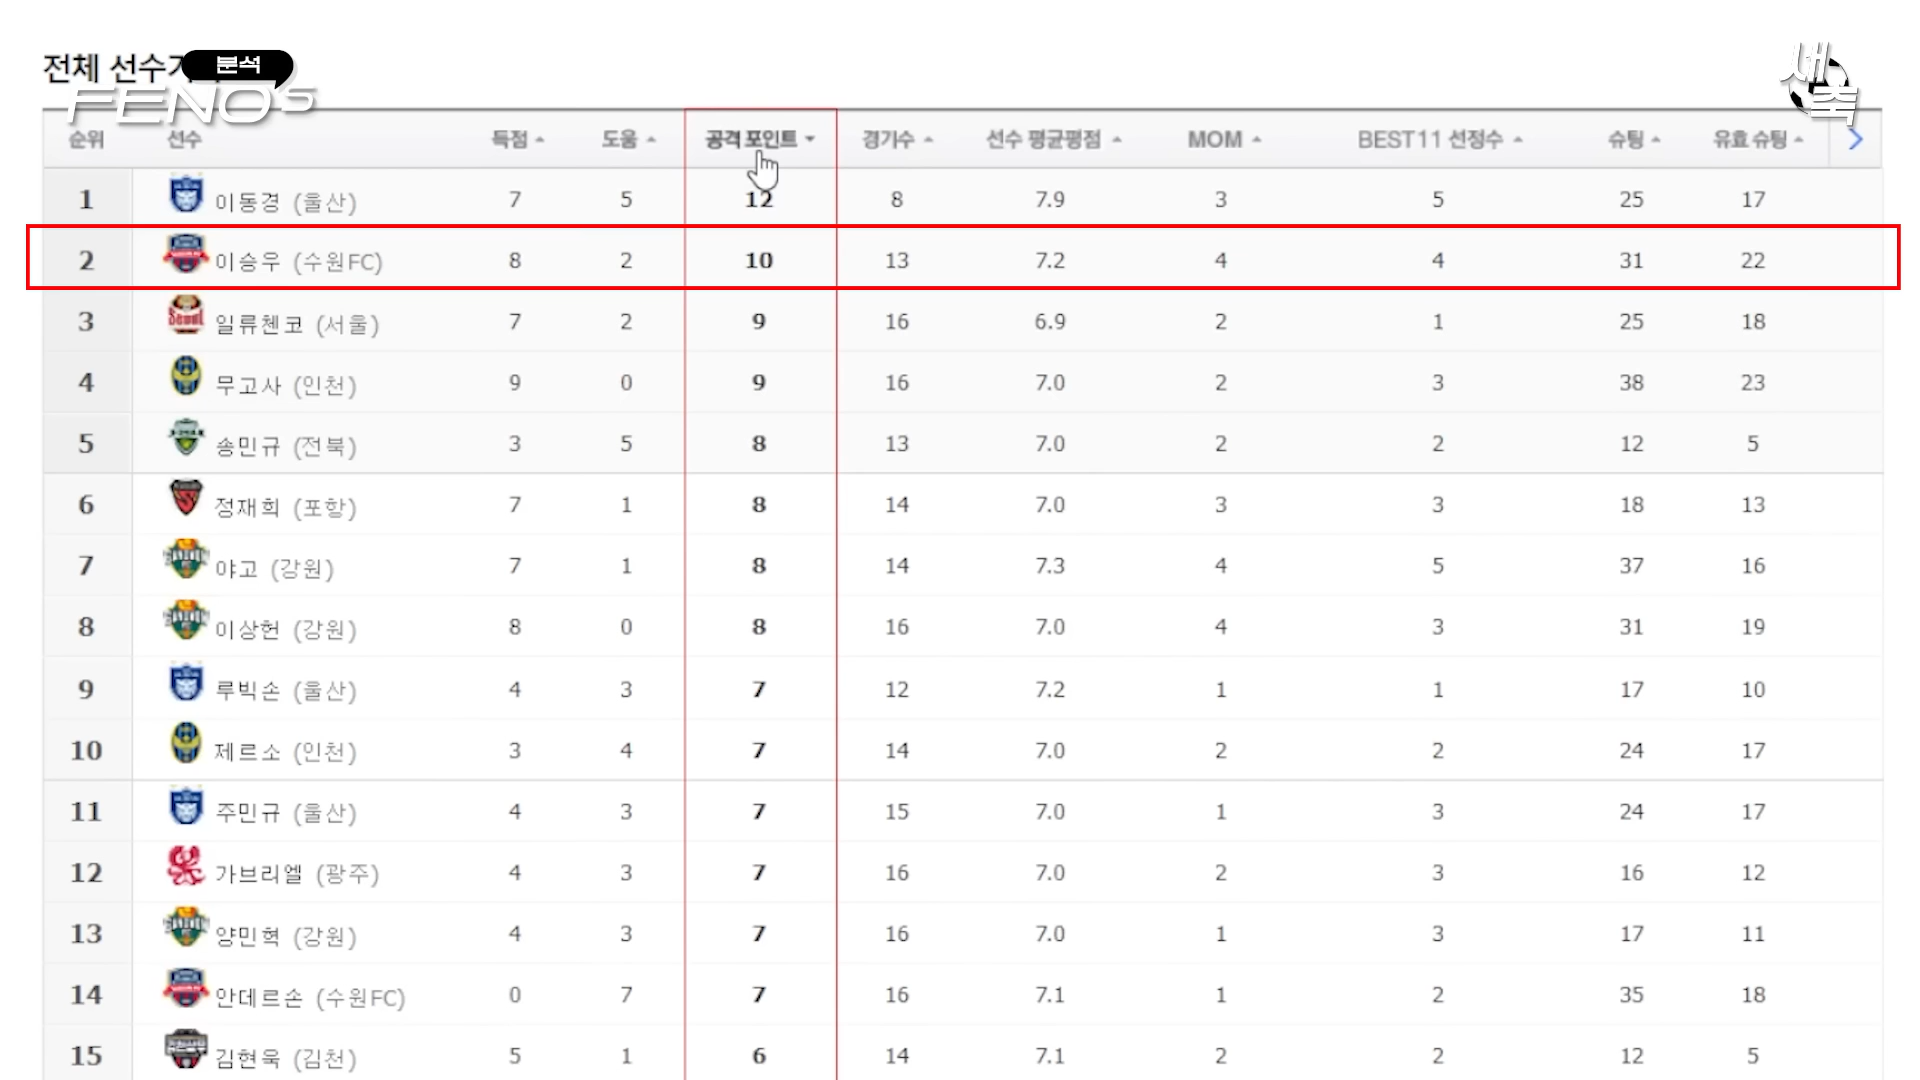 전체 선수기
분석
FENOS
세축
순위 선수 득점 도움 공격포인트 경기수 선수 평균평점 MOM BEST11 선정수 슈팅 유효 슈팅
1 이동경 (울산) 7 5 12 8 7.9 3 5 25 17
2 이승우 (수원FC) 8 2 10 13 7.2 4 4 31 22
3 일류첸코 (서울) 7 2 9 16 6.9 2 1 25 18
4 무고사 (인천) 9 0 9 16 7.0 2 3 38 23
5 송민규 (전북) 3 5 8 13 7.0 2 2 12 5
6 정재희 (포항) 7 1 8 14 7.0 3 3 18 13
7 야고 (강원) 7 1 8 14 7.3 4 5 37 16
8 이상헌 (강원) 8 0 8 16 7.0 4 3 31 19
9 루빅손 (울산) 4 3 7 12 7.2 1 1 17 10
10 제르소 (인천) 3 4 7 14 7.0 2 2 24 17
11 주민규 (울산) 4 3 7 15 7.0 1 3 24 17
12 가브리엘 (광주) 4 3 7 16 7.0 2 3 16 12
13 양민혁 (강원) 4 3 7 16 7.0 1 3 17 11
14 안데르손 (수원FC) 0 7 7 16 7.1 1 2 35 18
15 김현욱 (김천) 5 1 6 14 7.1 2 2 12 5